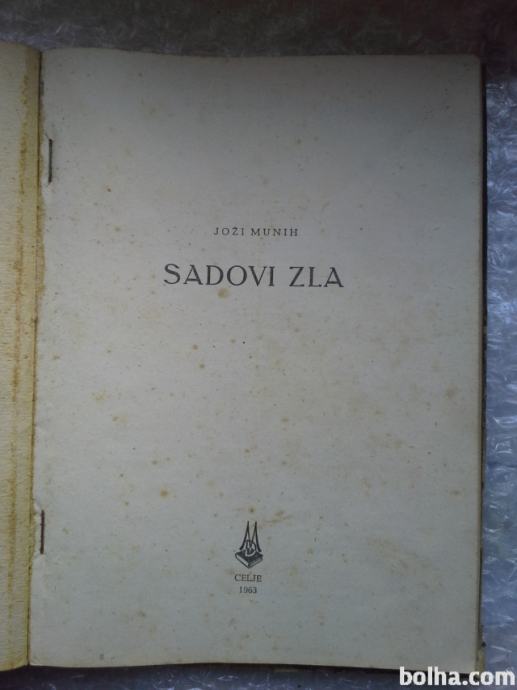 JOŽI MUNIH
SADOVI ZLA
CELJE
1963
bolha.com